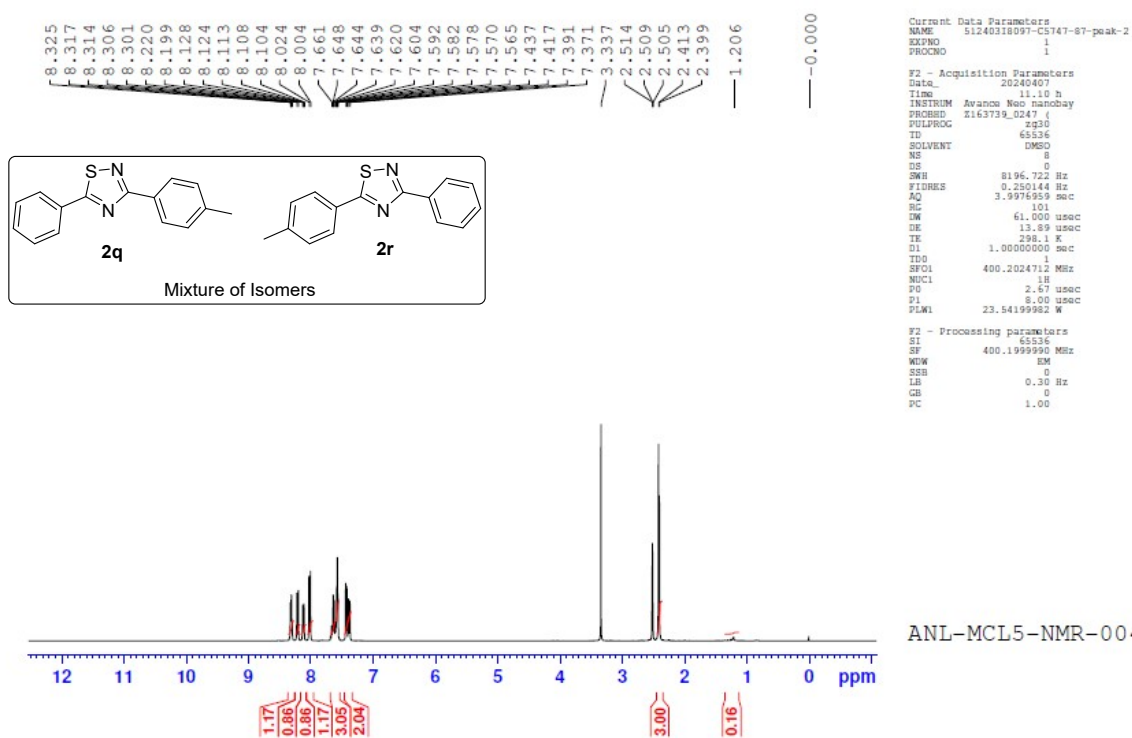 8.325
8.317
8.314
8.306
8.301
8.220
8.199
8.128
8.124
8.113
8.108
8.104
8.024
8.004
7.661
7.648
7.644
7.639
7.620
7.604
7.592
7.582
7.578
7.570
7.565
7.437
7.417
7.391
7.371
3.337
2.514
2.509
2.505
2.413
2.399
1.206
-0.000
S N
N
2q
S N
N
2r
Mixture of Isomers
Current Data Parameters
NAME 51240318097-C5747-87-peak-2
EXPNO 1
PROCNO 1
F2 - Acquisition Parameters
Date_ 20240407
Time 11.10 h
INSTRUM Avance Neo nanobay
PROBHD Z163739_0247 (
PULPROG zg30
TD 65536
SOLVENT DMSO
NS 8
DS 0
SWH 8196.722 Hz
FIDRES 0.250144 Hz
AQ 3.9976959 sec
RG 101
DW 61.000 usec
DE 13.89 usec
TE 298.1 K
D1 1.00000000 sec
TD0 1
SFO1 400.2024712 MHz
NUC1 1H
P0 2.67 usec
P1 8.00 usec
PLW1 23.54199982 W
F2 - Processing parameters
SI 65536
SF 400.1999990 MHz
WDW EM
SSB 0
LB 0.30 Hz
GB 0
PC 1.00
ANL-MCL5-NMR-004
12 11 10 9 8 7 6 5 4 3 2 1 0 ppm
1.17
0.86
0.86
1.17
3.05
2.04
3.00
0.16